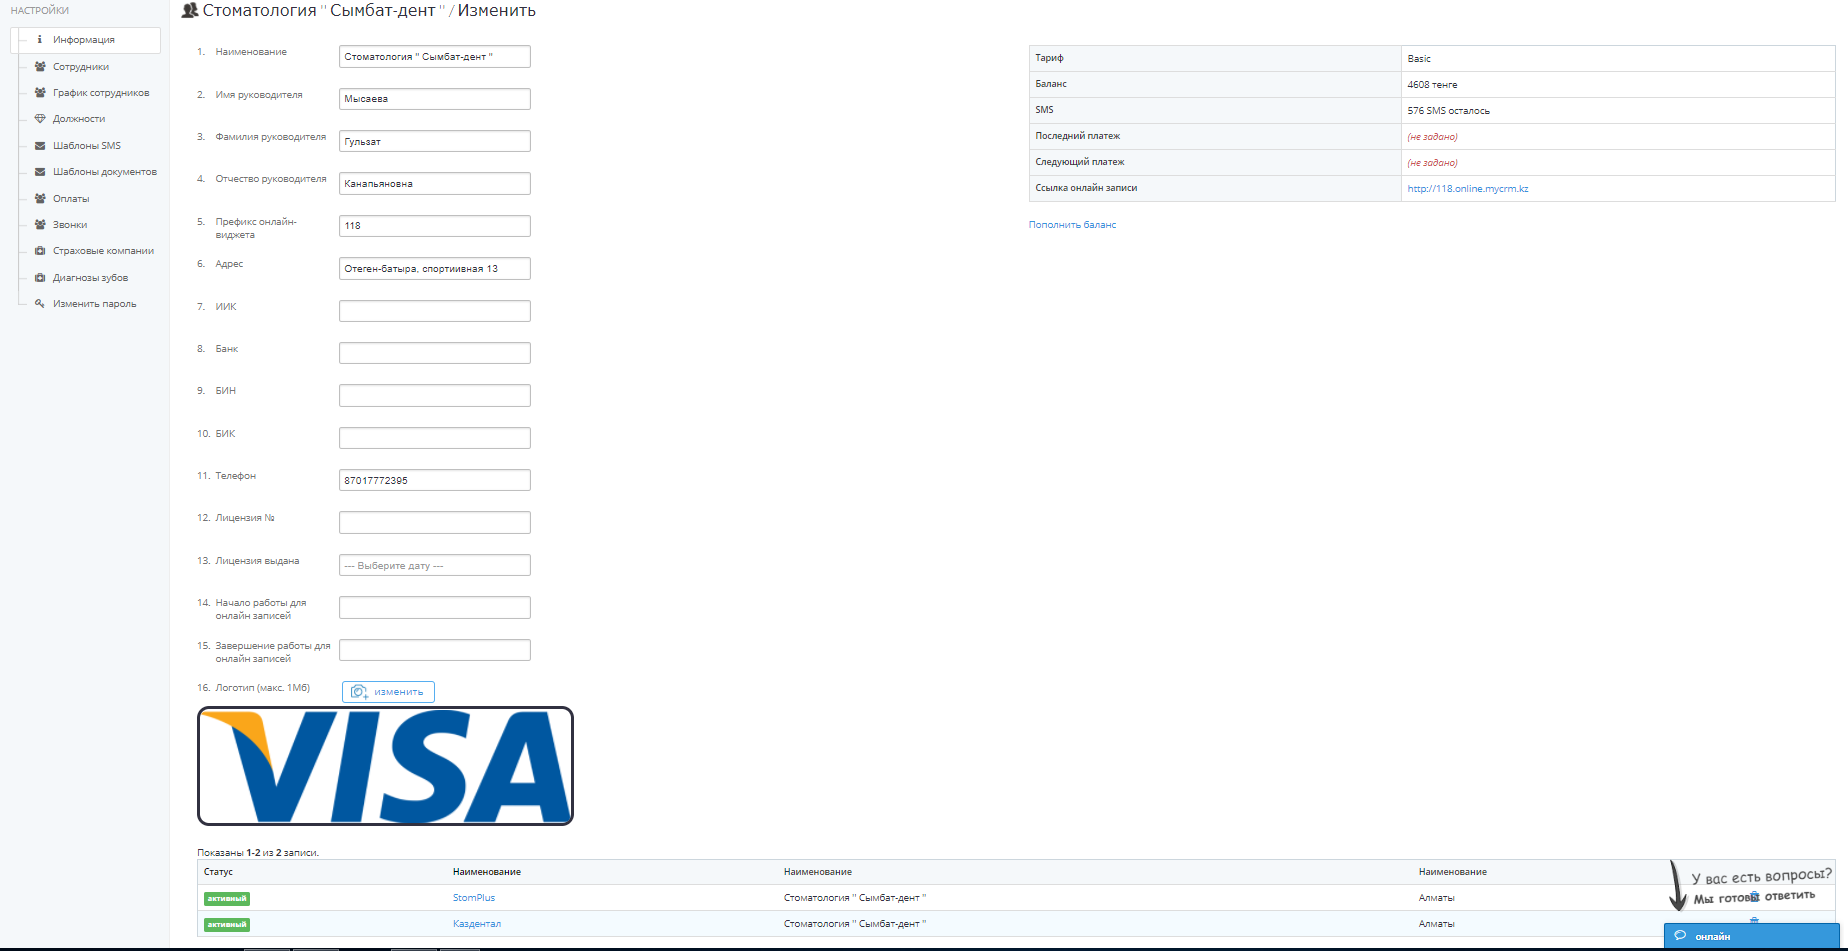 НАСТРОЙКИ
Информация
Сотрудники
График сотрудников
Должности
Шаблоны SMS
Шаблоны документов
Оплаты
Звонки
Страховые компании
Диагнозы зубов
Изменить пароль
Стоматология " Сымбат-дент " / Изменить
1. Наименование
Стоматология " Сымбат-дент "
2. Имя руководителя
Мысаева
3. Фамилия руководителя
Гульзат
4. Отчество руководителя
Канапьяновна
5. Префикс онлайн-
виджета
118
6. Адрес
Отеген-батыра, спортиивная 13
7. ИИК
8. Банк
9. БИН
10. БИК
11. Телефон
87017772395
12. Лицензия №
13. Лицензия выдана
--- Выберите дату ---
14. Начало работы для
онлайн записей
15. Завершение работы для
онлайн записей
16. Логотип (макс. 1Мб)
изменить
VISA
Тариф Basic
Баланс 4608 тенге
SMS 576 SMS осталось
Последний платеж (не задано)
Следующий платеж (не задано)
Ссылка онлайн записи http://118.online.mycrm.kz
Пополнить баланс
Показаны 1-2 из 2 записи.
Статус Наименование Наименование Наименование
активный StomPlus Стоматология " Сымбат-дент " Алматы
активный Каздентал Стоматология " Сымбат-дент " Алматы
У вас есть вопросы?
Мы готовы ответить
онлайн